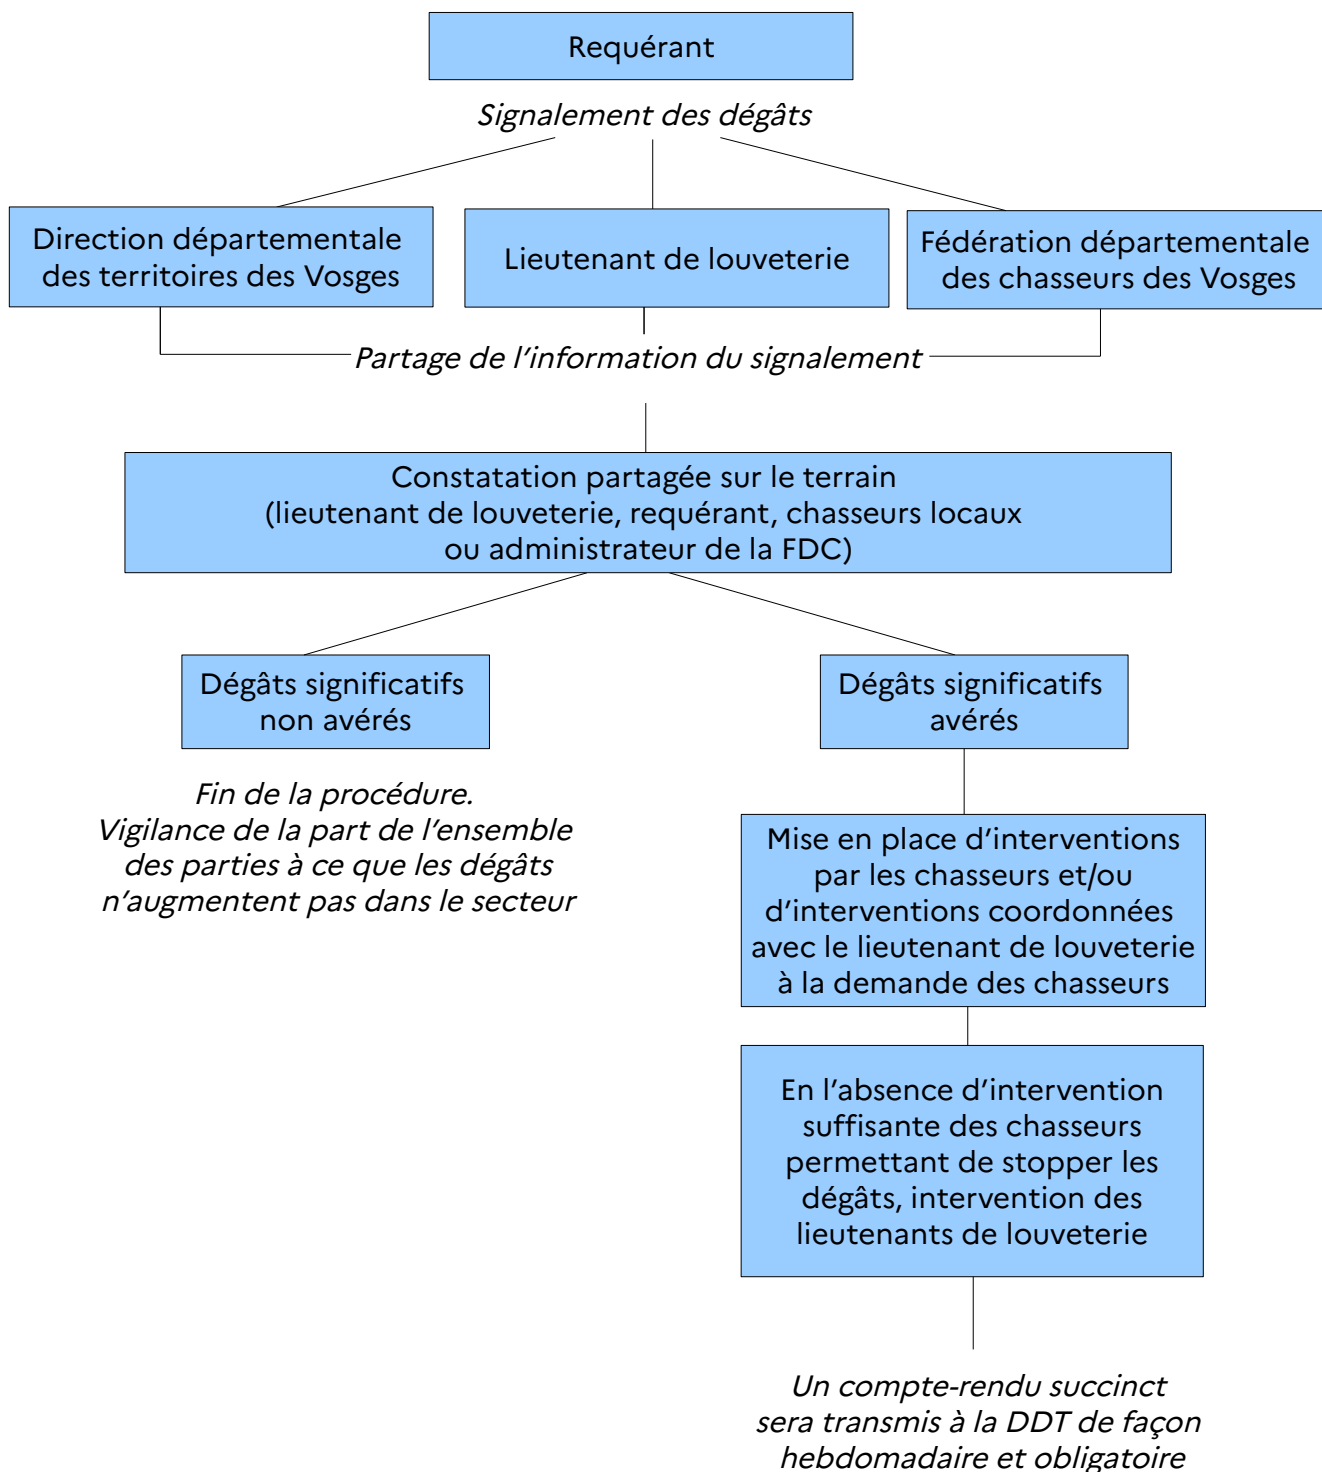 Requérant
Signalement des dégâts
Direction départementale
des territoires des Vosges
Lieutenant de louveterie
Fédération départementale
des chasseurs des Vosges
Partage de l'information du signalement
Constatation partagée sur le terrain
(lieutenant de louveterie, requérant, chasseurs locaux
ou administrateur de la FDC)
Dégâts significatifs
non avérés
Dégâts significatifs
avérés
Fin de la procédure.
Vigilance de la part de l'ensemble
des parties à ce que les dégâts
n'augmentent pas dans le secteur
Mise en place d'interventions
par les chasseurs et/ou
d'interventions coordonnées
avec le lieutenant de louveterie
à la demande des chasseurs
En l'absence d'intervention
suffisante des chasseurs
permettant de stopper les
dégâts, intervention des
lieutenants de louveterie
Un compte-rendu succinct
sera transmis à la DDT de façon
hebdomadaire et obligatoire